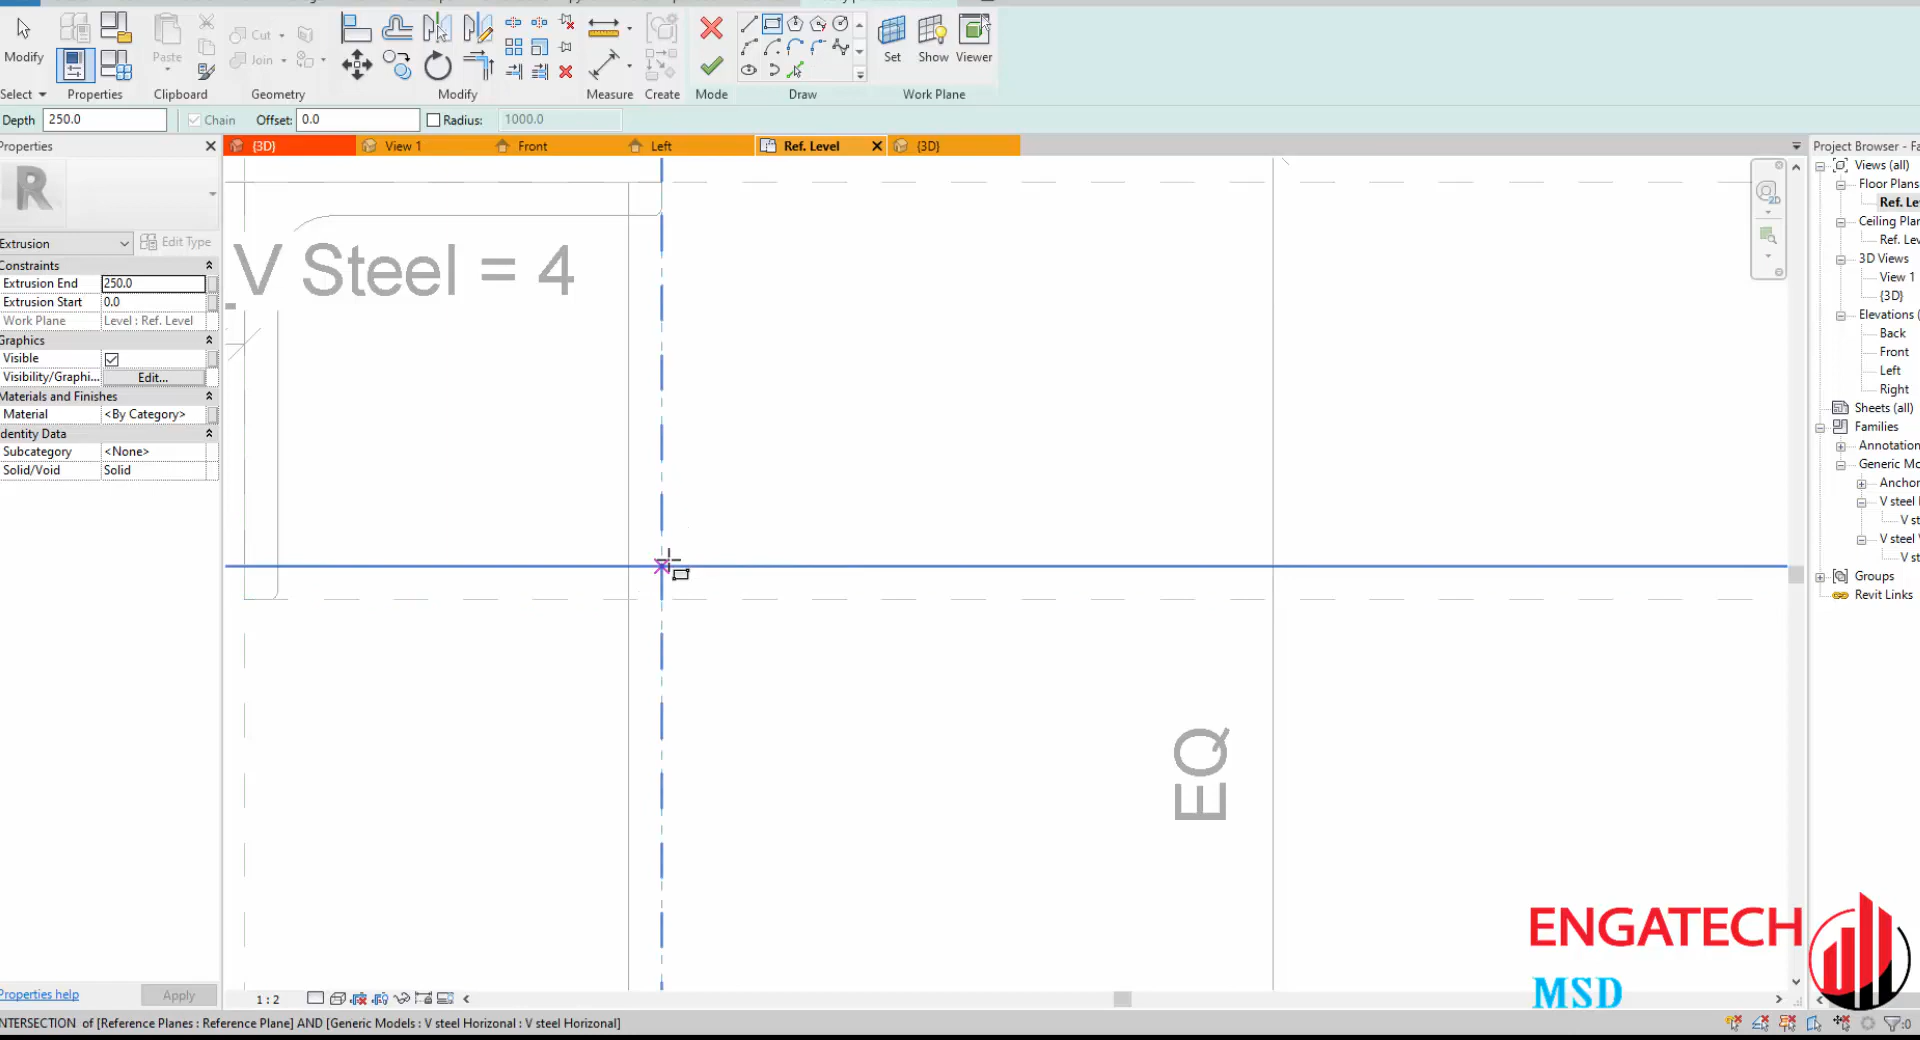 Modify
Cut
Join
Paste
Set
Show
Viewer
Select
Properties
Clipboard
Geometry
Modify
Measure
Create
Mode
Draw
Work Plane
Depth
250.0
Chain
Offset:
0.0
Radius:
1000.0
Properties
{3D}
View 1
Front
Left
Ref. Level
{3D}
Extrusion
Edit Type
Constraints
Extrusion End
250.0
Extrusion Start
0.0
Work Plane
Level : Ref. Level
Graphics
Visible
Visibility/Graphi...
Edit...
Materials and Finishes
Material
<By Category>
dentity Data
Subcategory
<None>
Solid/Void
Solid
Properties help
Apply
_V Steel = 4
EQ
2D
Project Browser - Fa
Views (all)
Floor Plans
Ref. Le
Ceiling Plar
Ref. Lev
3D Views
View 1
{3D}
Elevations (
Back
Front
Left
Right
Sheets (all)
Families
Annotation
Generic Mo
Anchor
V steel
V st
V steel V
V st
Groups
Revit Links
ENGATECH
MSD
1 : 2
NTERSECTION of [Reference Planes : Reference Plane] AND [Generic Models : V steel Horizonal : V steel Horizonal]
:0